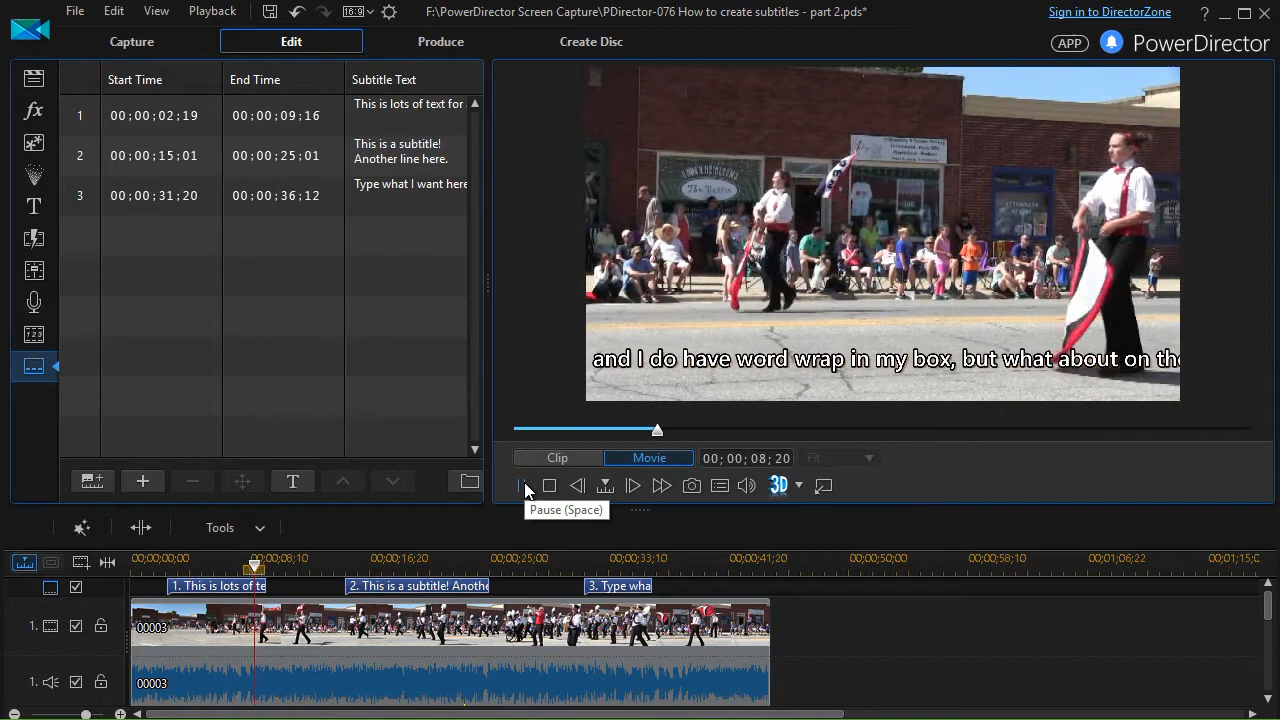 File Edit View Playback 16:9 F:\PowerDirector Screen Capture\PDirector-076 How to create subtitles - part 2.pds* Sign in to DirectorZone ?
Capture Edit Produce Create Disc APP PowerDirector
Start Time End Time Subtitle Text
1 00;00;02;19 00;00;09;16 This is lots of text for
2 00;00;15;01 00;00;25;01 This is a subtitle!
Another line here.
3 00;00;31;20 00;00;36;12 Type what I want here
fx
T
123
T
and I do have word wrap in my box, but what about on the
Clip Movie 00;00;08;20 Fit
3D
Pause (Space)
Tools
00;00;00;00 00;00;08;10 00;00;16;20 00;00;25;00 00;00;33;10 00;00;41;20 00;00;50;00 00;00;58;10 00;01;06;22 00;01;15;0
1. This is lots of te 2. This is a subtitle! Anothe 3. Type wha
1. 00003
1. 00003